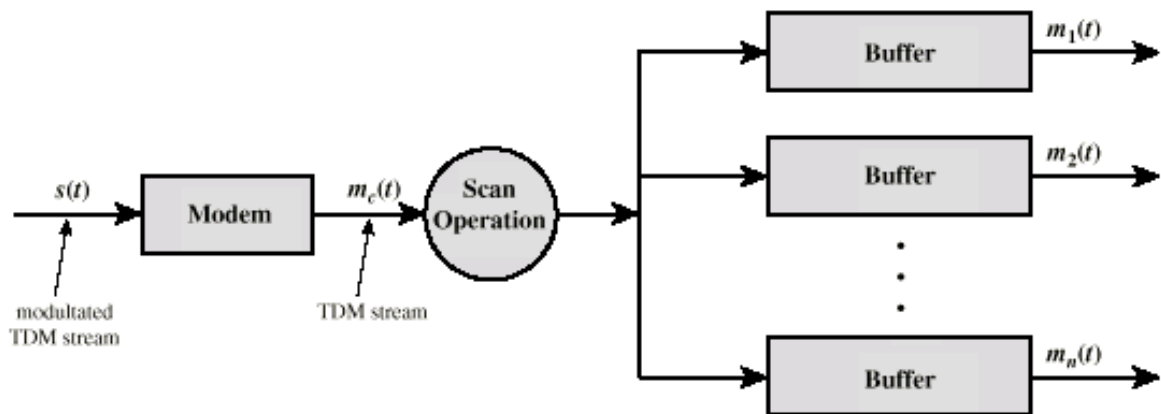 s(t)
modultated
TDM stream
Modem
m_c(t)
TDM stream
Scan
Operation
Buffer
m_1(t)
Buffer
m_2(t)
Buffer
m_n(t)